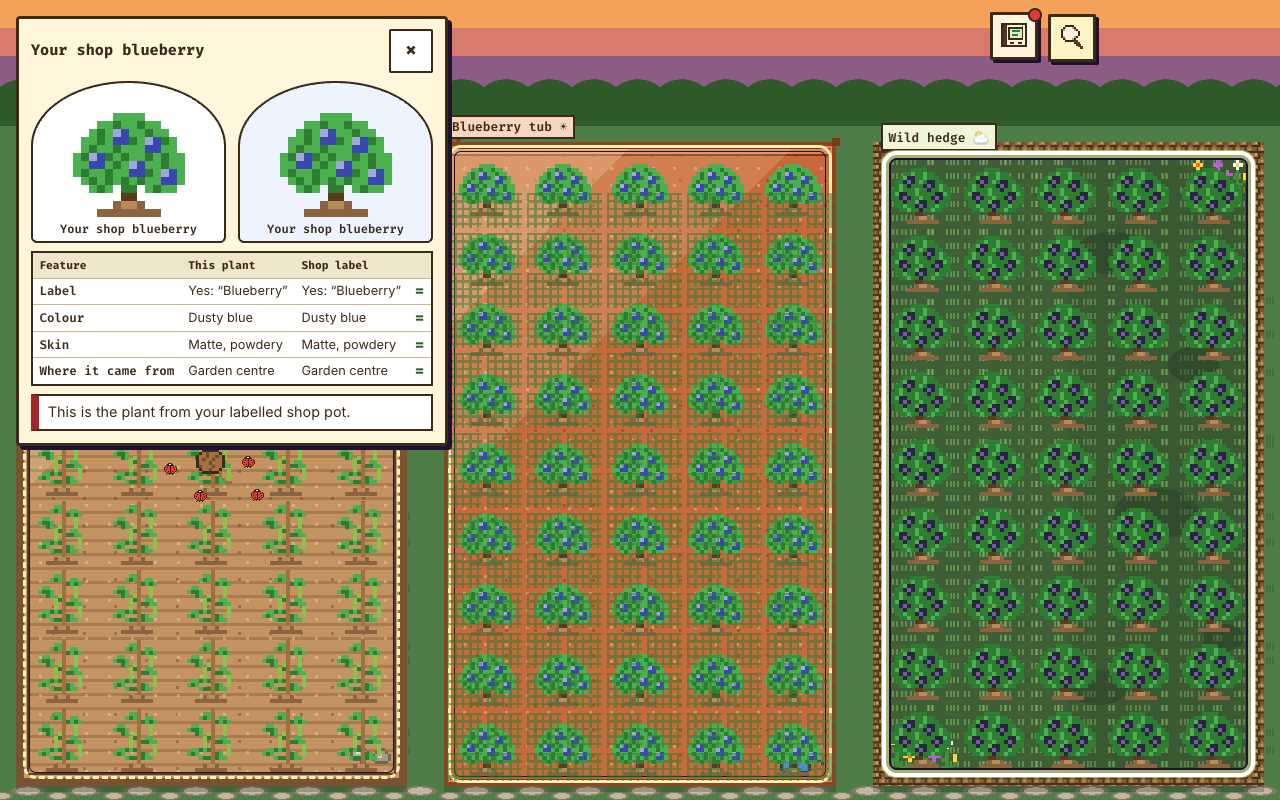 Your shop blueberry
✖
Your shop blueberry
Your shop blueberry
Feature This plant Shop label
Label Yes: “Blueberry” Yes: “Blueberry” =
Colour Dusty blue Dusty blue =
Skin Matte, powdery Matte, powdery =
Where it came from Garden centre Garden centre =
This is the plant from your labelled shop pot.
Blueberry tub ☀
Wild hedge 🌥